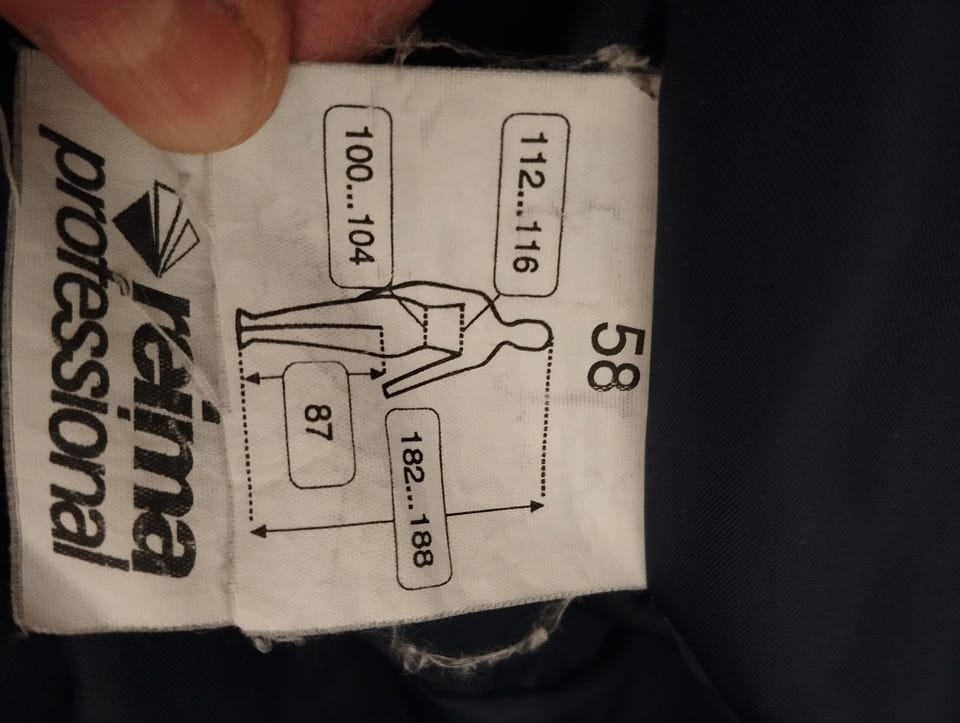 58
112...116
100...104
182...188
87
reima
professional